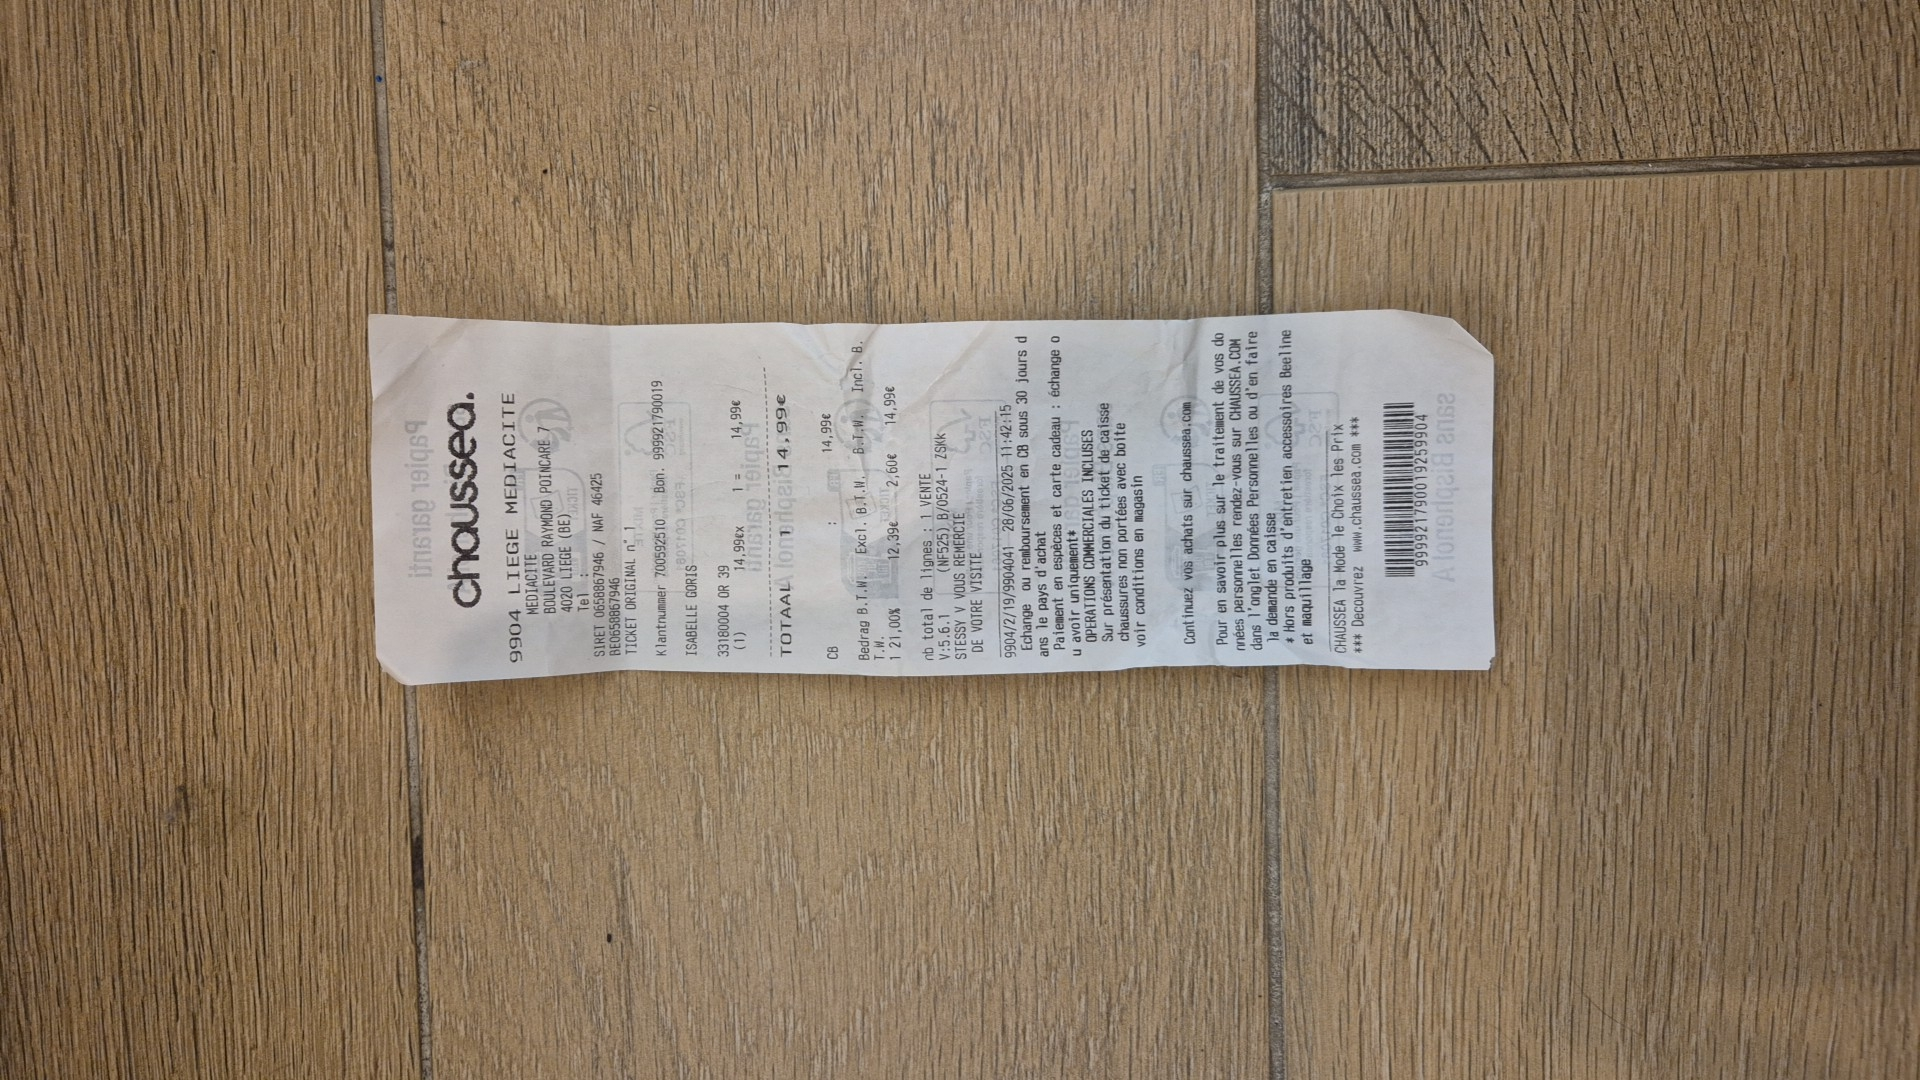 chaussea.
9904 LIEGE MEDIACITE
MEDIACITE
BOULEVARD RAYMOND POINCARE 7
4020 LIEGE (BE)
Tel :
SIRET 0658867946 / NAF 46425
BE0658867946
TICKET ORIGINAL n° 1
Klantnummer 700592510 Bon. 999921790019
ISABELLE GORIS
33180004 OR 39
(1) 14,99€x 1 = 14,99€
TOTAAL 1 14,99€
CB : 14,99€
Bedrag B.T.W. Excl. B.T.W. B.T.W. Incl. B.
T.W.
1 21,00% 12,39€ 2,60€ 14,99€
nb total de lignes : 1 VENTE
V:5.6.1 (NF525) B/0524-1 ZSKk
STESSY V VOUS REMERCIE
DE VOTRE VISITE
9904/2/19/9904041 28/06/2025 11:42:15
Echange ou remboursement en CB sous 30 jours d
ans le pays d'achat
Paiement en espèces et carte cadeau : échange o
u avoir uniquement*
OPERATIONS COMMERCIALES INCLUSES
Sur présentation du ticket de caisse
chaussures non portées avec boite
voir conditions en magasin
Continuez vos achats sur chaussea.com
Pour en savoir plus sur le traitement de vos do
nnées personnelles rendez-vous sur CHAUSSEA.COM
dans l'onglet Données Personnelles ou d'en faire
la demande en caisse
* Hors produits d'entretien accessoires Beeline
et maquillage
CHAUSSEA la Mode le Choix les Prix
*** Decouvrez www.chaussea.com ***
999921790019259904
Papier garanti
sans Bisphénol A